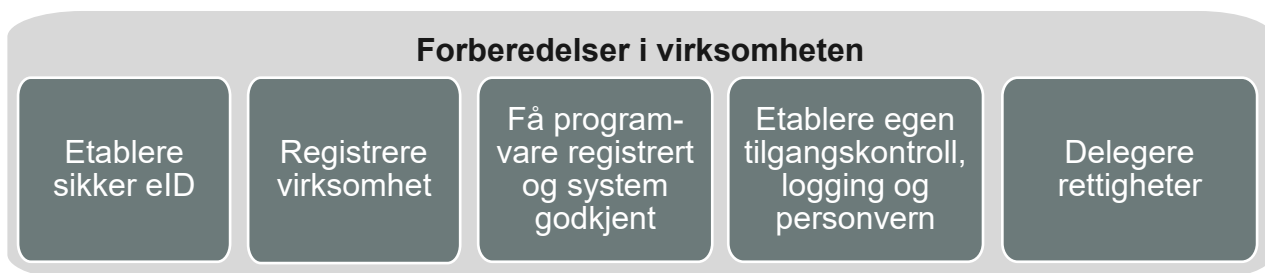 Forberedelser i virksomheten
Etablere
sikker eID
Registrere
virksomhet
Få program-
vare registrert
og system
godkjent
Etablere egen
tilgangskontroll,
logging og
personvern
Delegere
rettigheter